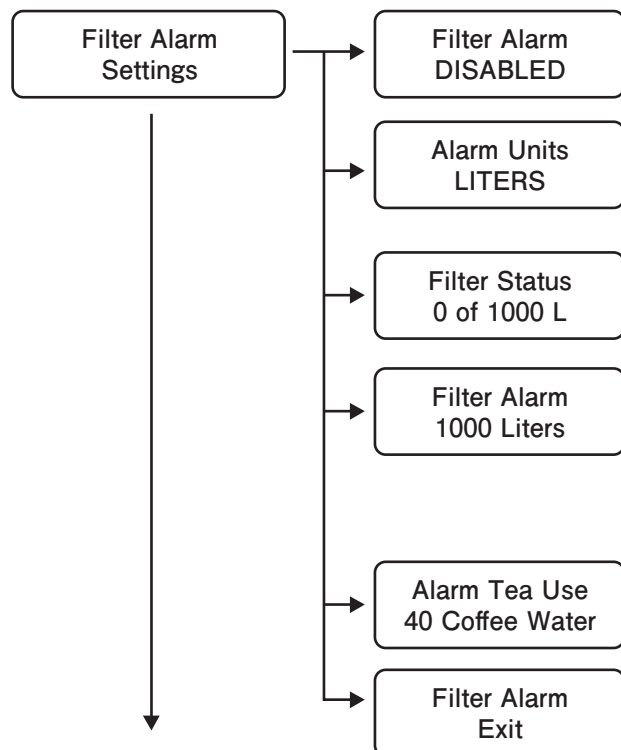 Filter Alarm
Settings
Filter Alarm
DISABLED
Alarm Units
LITERS
Filter Status
0 of 1000 L
Filter Alarm
1000 Liters
Alarm Tea Use
40 Coffee Water
Filter Alarm
Exit